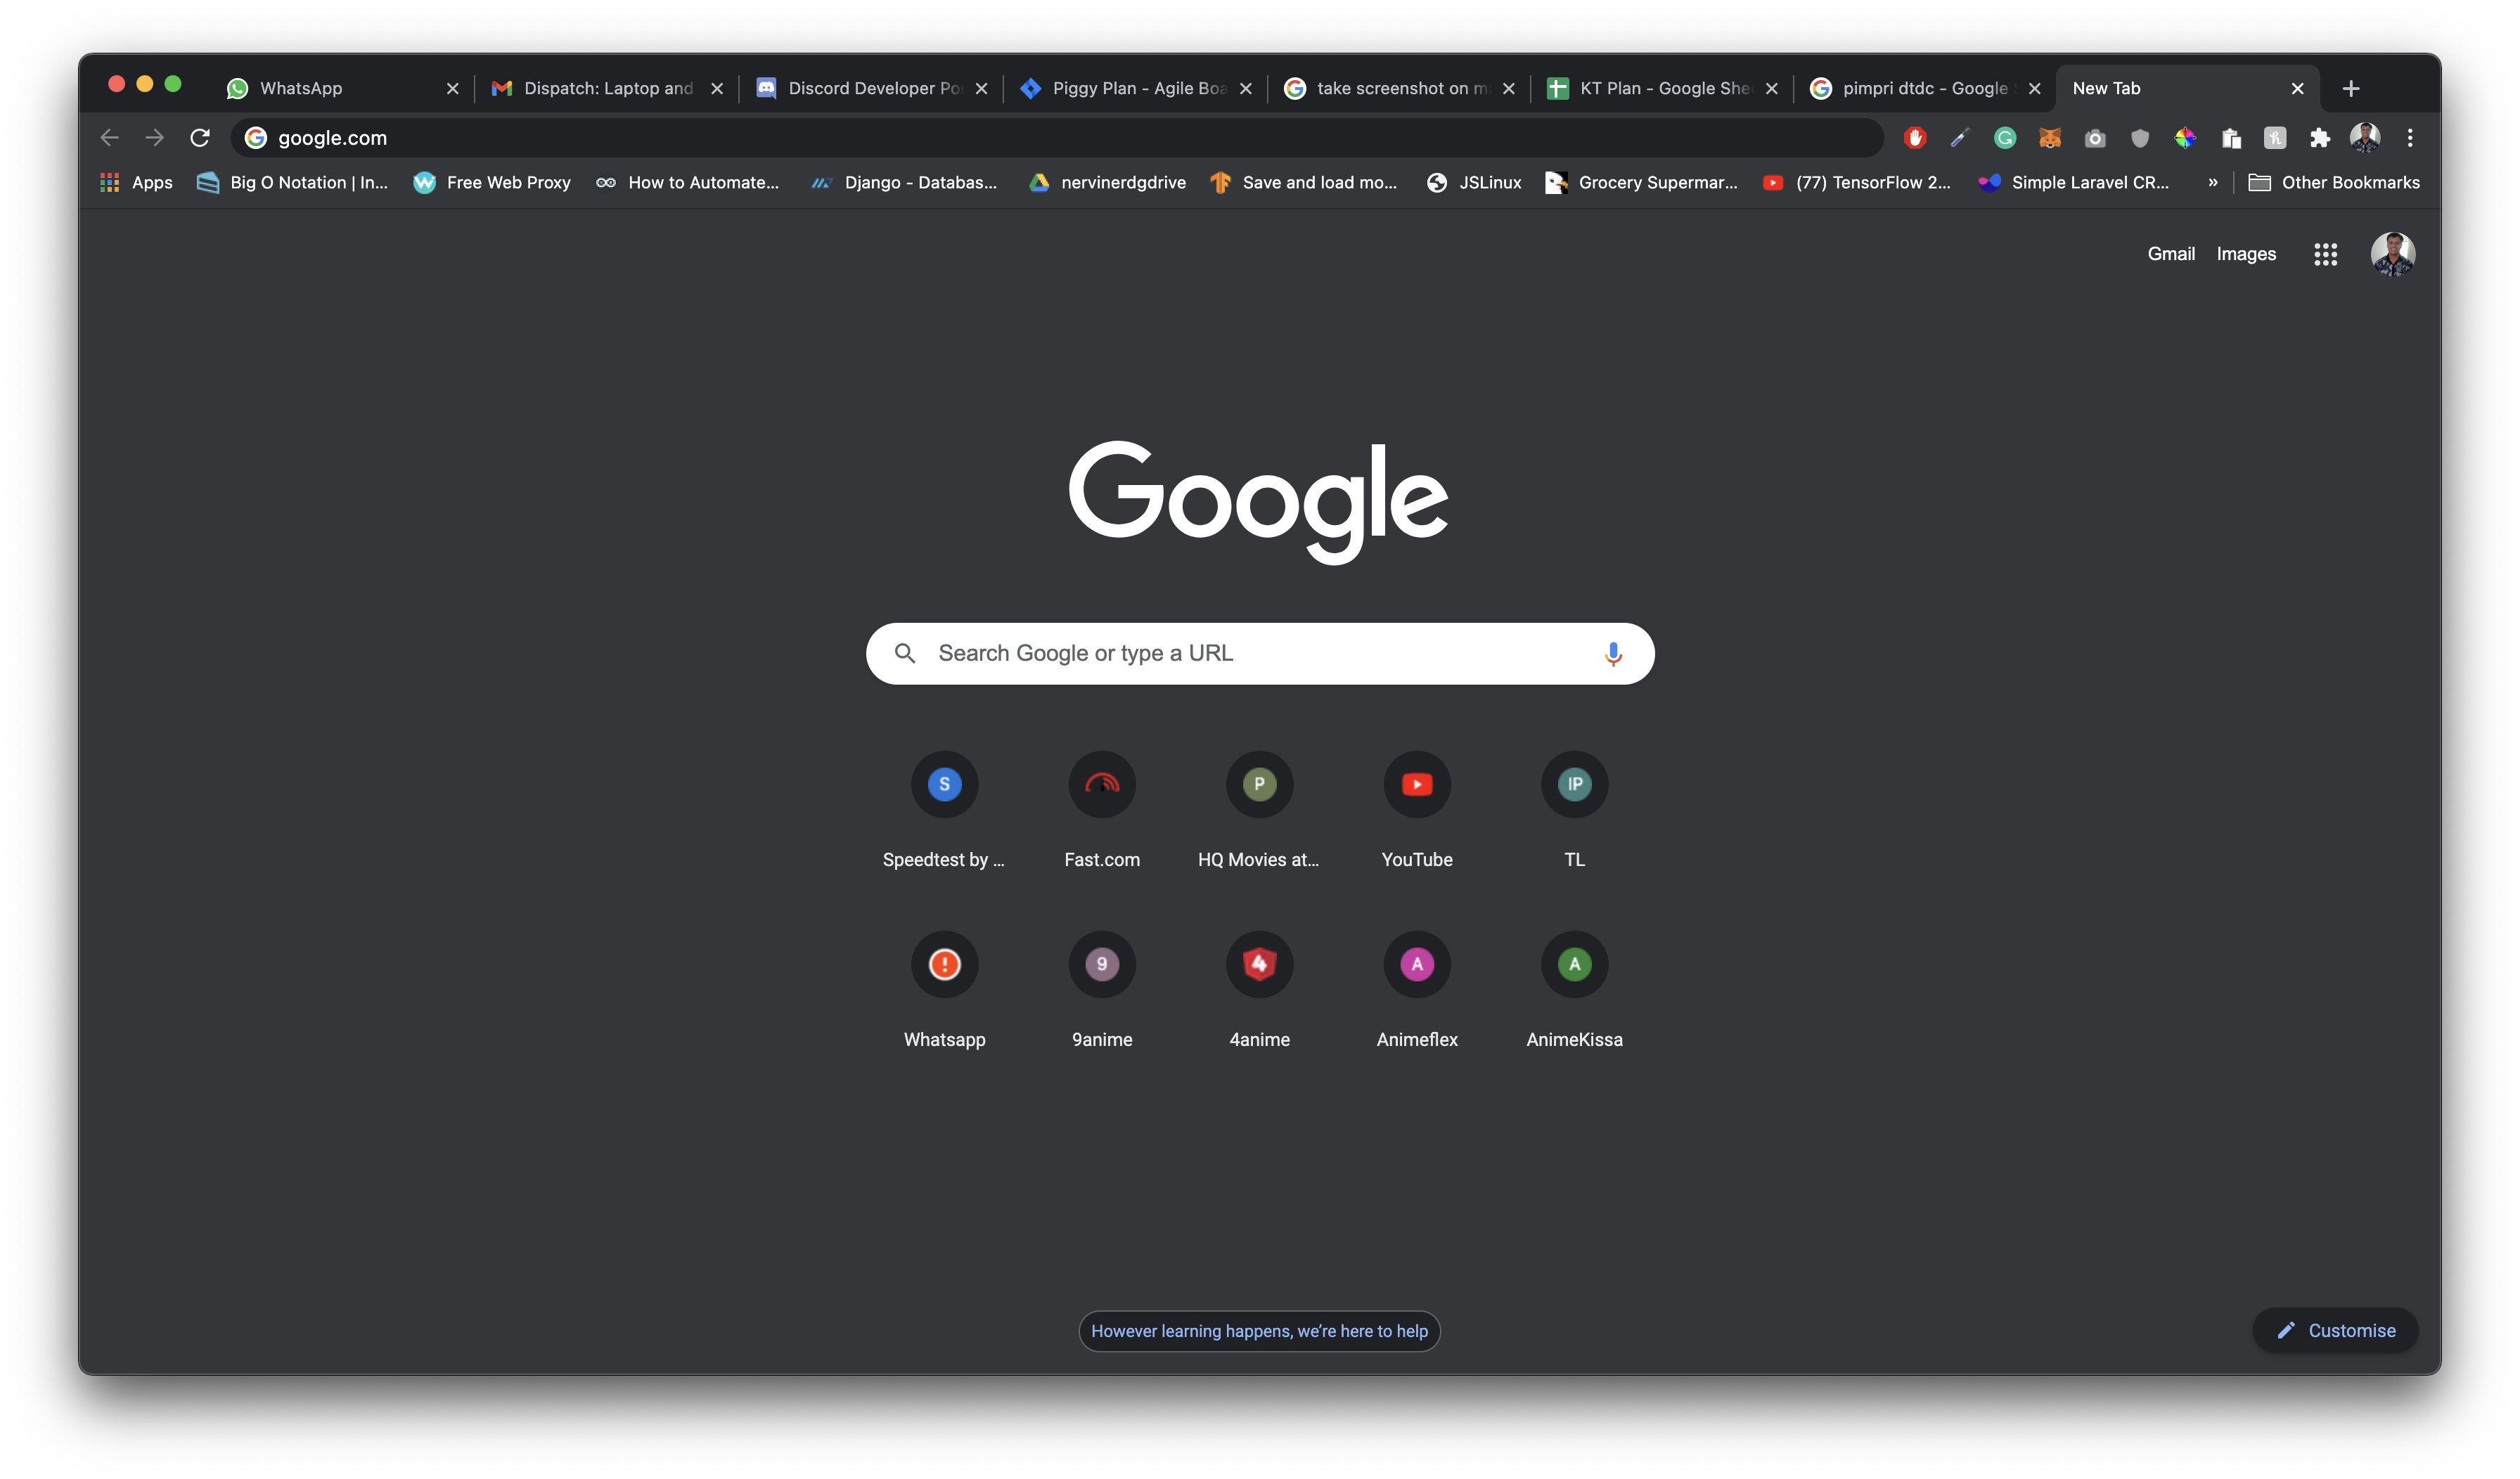 WhatsApp
Dispatch: Laptop and
Discord Developer Po
Piggy Plan - Agile Boa
take screenshot on m
KT Plan - Google She
pimpri dtdc - Google
New Tab
google.com
Apps
Big O Notation | In...
Free Web Proxy
How to Automate...
Django - Databas...
nervinerdgdrive
Save and load mo...
JSLinux
Grocery Supermar...
(77) TensorFlow 2...
Simple Laravel CR...
»
Other Bookmarks
Gmail
Images
Google
Search Google or type a URL
S
P
IP
Speedtest by ...
Fast.com
HQ Movies at...
YouTube
TL
!
9
4
A
A
Whatsapp
9anime
4anime
Animeflex
AnimeKissa
However learning happens, we're here to help
Customise